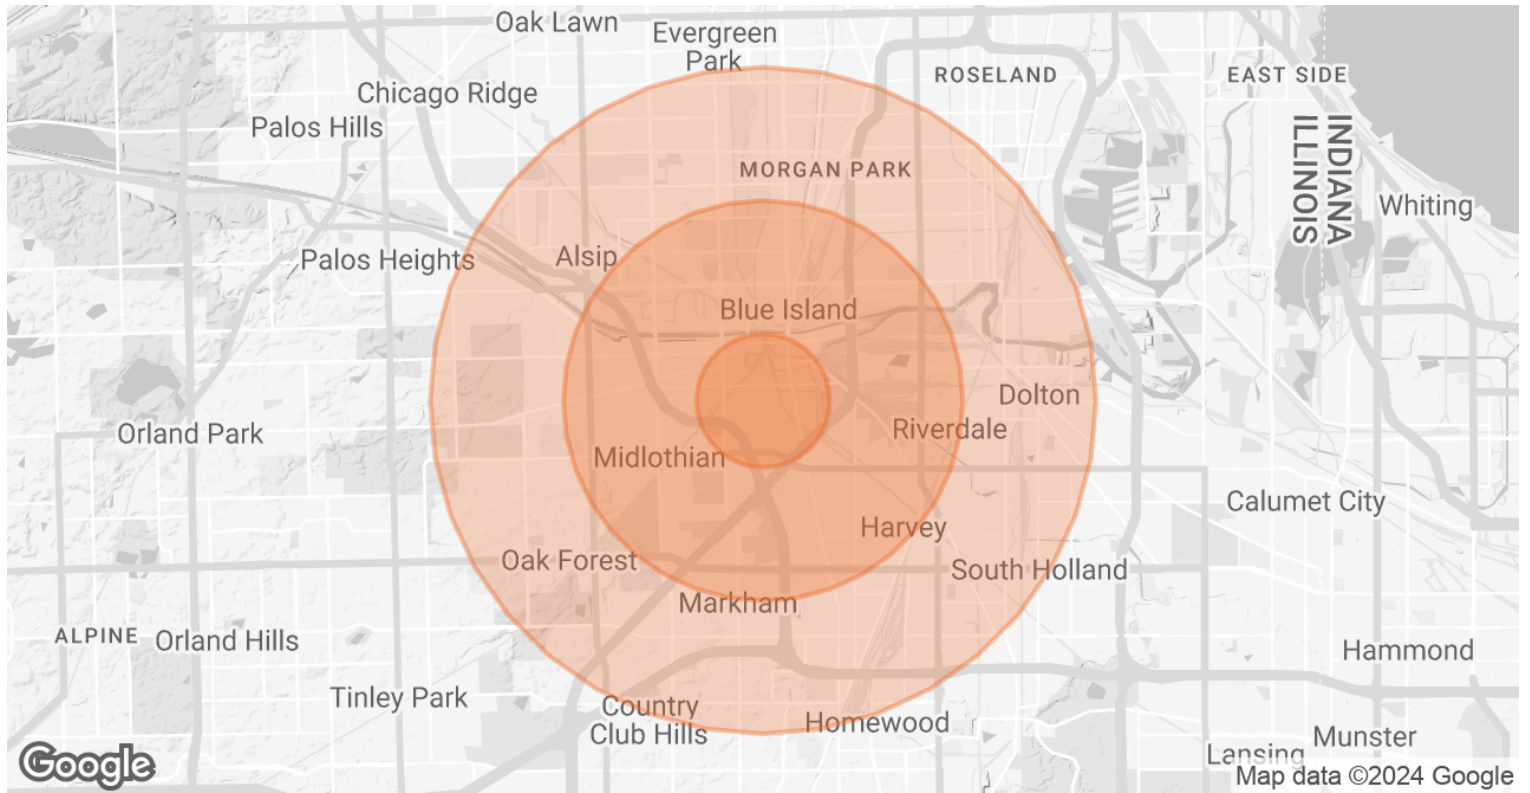 Oak Lawn
Evergreen
Park
ROSELAND
EAST SIDE
Chicago Ridge
Palos Hills
INDIANA
ILLINOIS
MORGAN PARK
Whiting
Alsip
Palos Heights
Blue Island
Dolton
Orland Park
Riverdale
Midlothian
Calumet City
Harvey
Oak Forest
South Holland
Markham
ALPINE
Orland Hills
Hammond
Tinley Park
Country
Club Hills
Homewood
Munster
Lansing
Google
Map data ©2024 Google